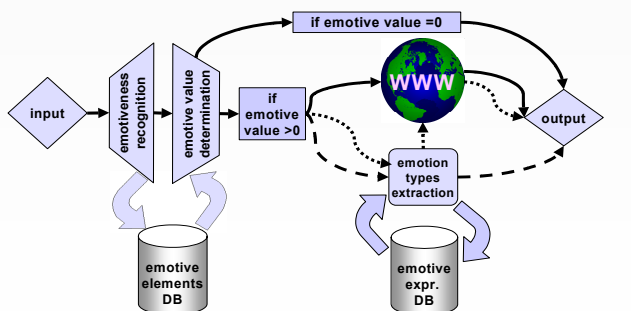 if emotive value =0
input
emotiveness
recognition
emotive value
determination
if
emotive
value >0
WWW
output
emotion
types
extraction
emotive
elements
DB
emotive
expr.
DB